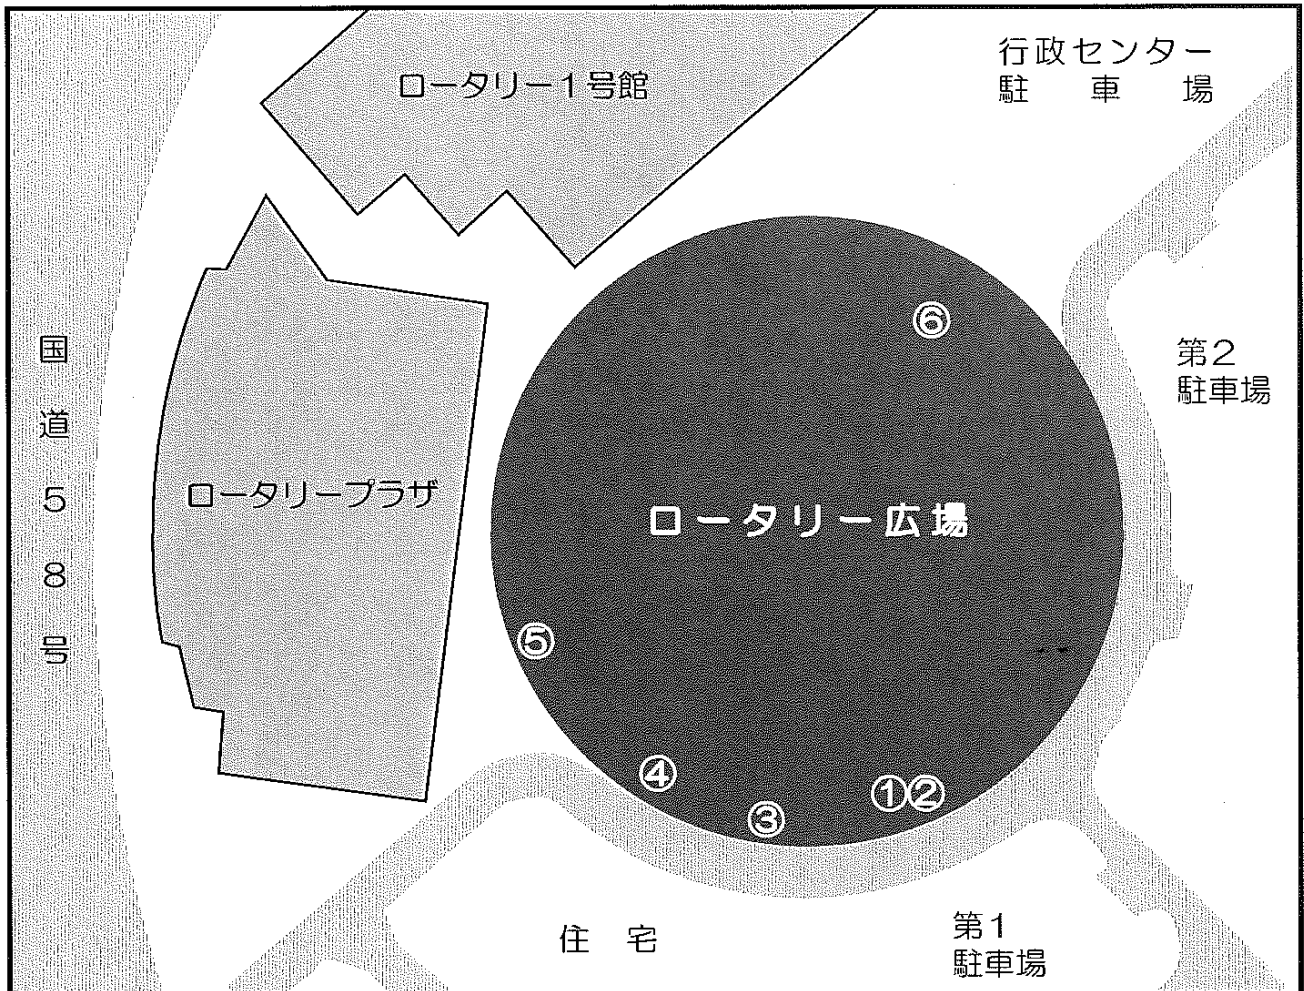 行政センター
駐車場
ロータリー1号館
⑥
第2
駐車場
国道58号
ロータリープラザ
ロータリー広場
⑤
④
③
①②
住宅
第1
駐車場